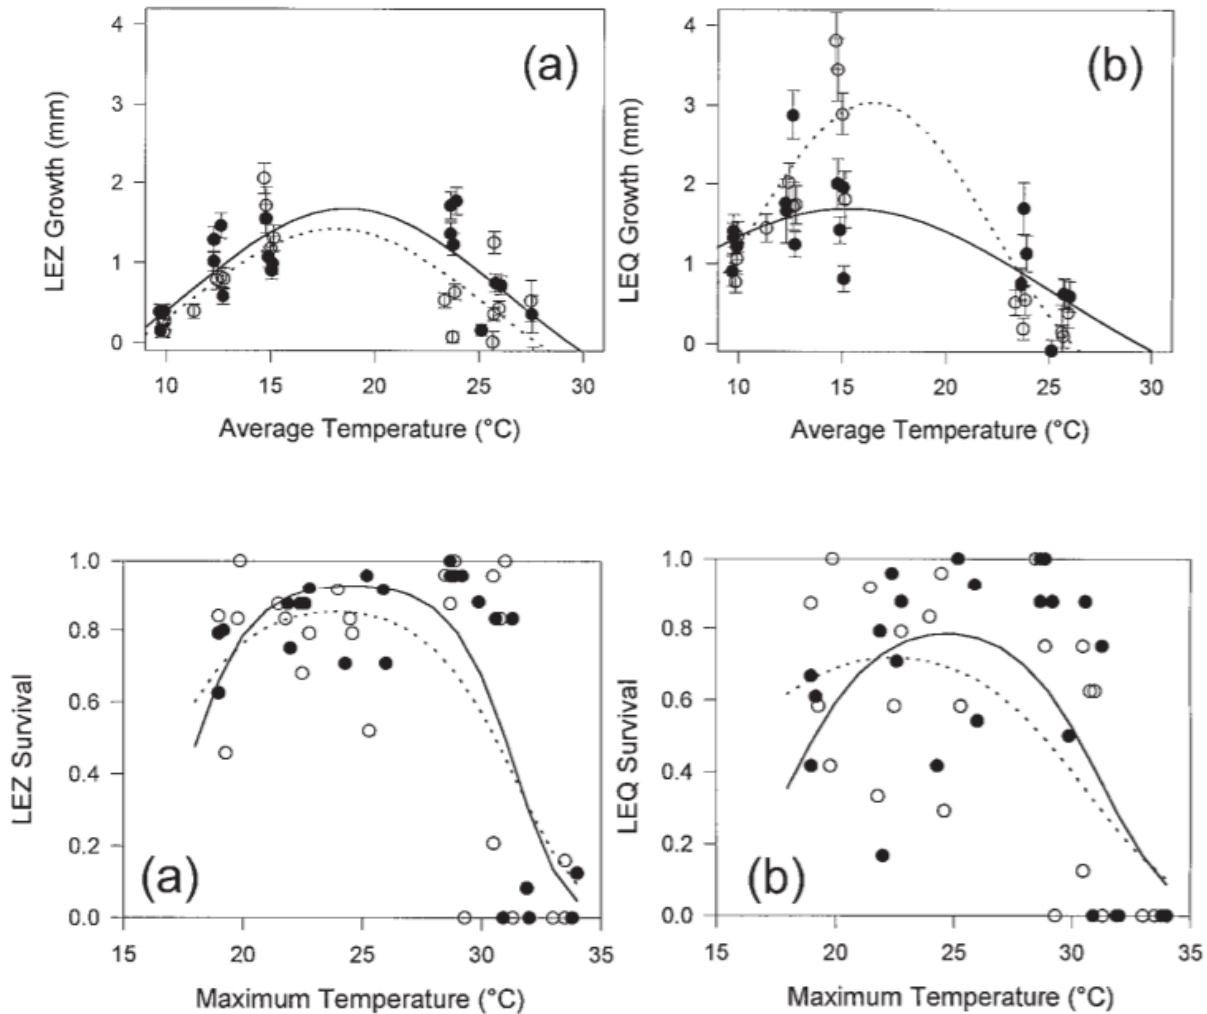 (a)
LEZ Growth (mm)
4
3
2
1
0
10 15 20 25 30
Average Temperature (°C)
(b)
LEQ Growth (mm)
4
3
2
1
0
10 15 20 25 30
Average Temperature (°C)
(a)
LEZ Survival
1.0
0.8
0.6
0.4
0.2
0.0
15 20 25 30 35
Maximum Temperature (°C)
(b)
LEQ Survival
1.0
0.8
0.6
0.4
0.2
0.0
15 20 25 30 35
Maximum Temperature (°C)